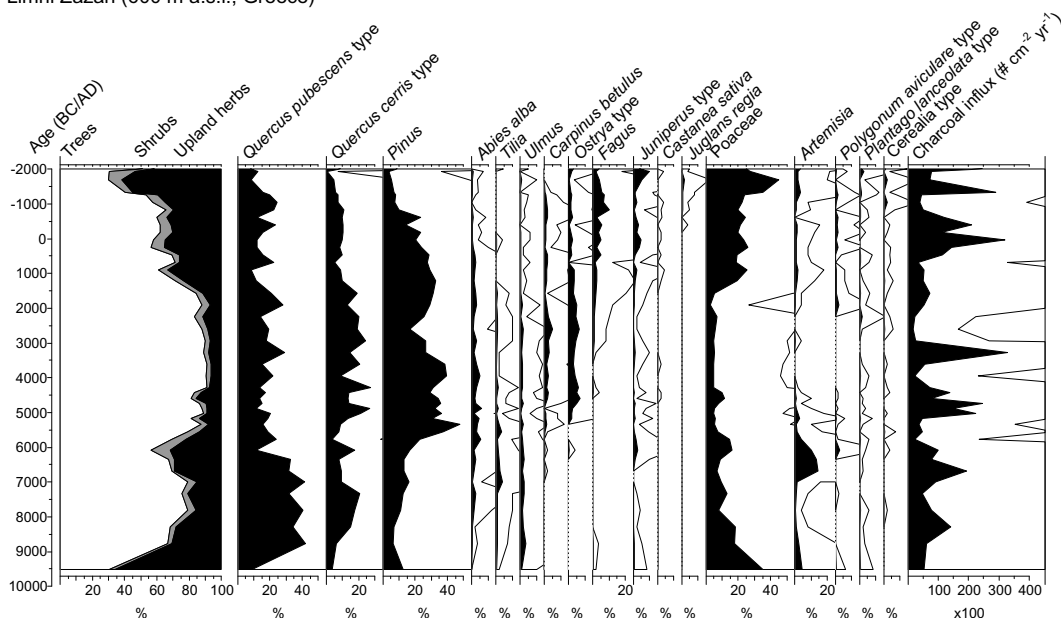 Age (BC/AD)
Trees
Shrubs
Upland herbs
Quercus pubescens type
Quercus cerris type
Pinus
Abies alba
Tilia
Ulmus
Carpinus betulus
Ostrya type
Fagus
Juniperus type
Castanea sativa
Juglans regia
Poaceae
Artemisia
Polygonum aviculare type
Plantago lanceolata type
Cerealia type
Charcoal influx (# cm⁻² yr⁻¹)
-2000
-1000
0
1000
2000
3000
4000
5000
6000
7000
8000
9000
10000
20 40 60 80 100 20 40 20 20 40 20 20 40 20 100 200 300 400
% % % % % % % % % % % % % % % % % % x100